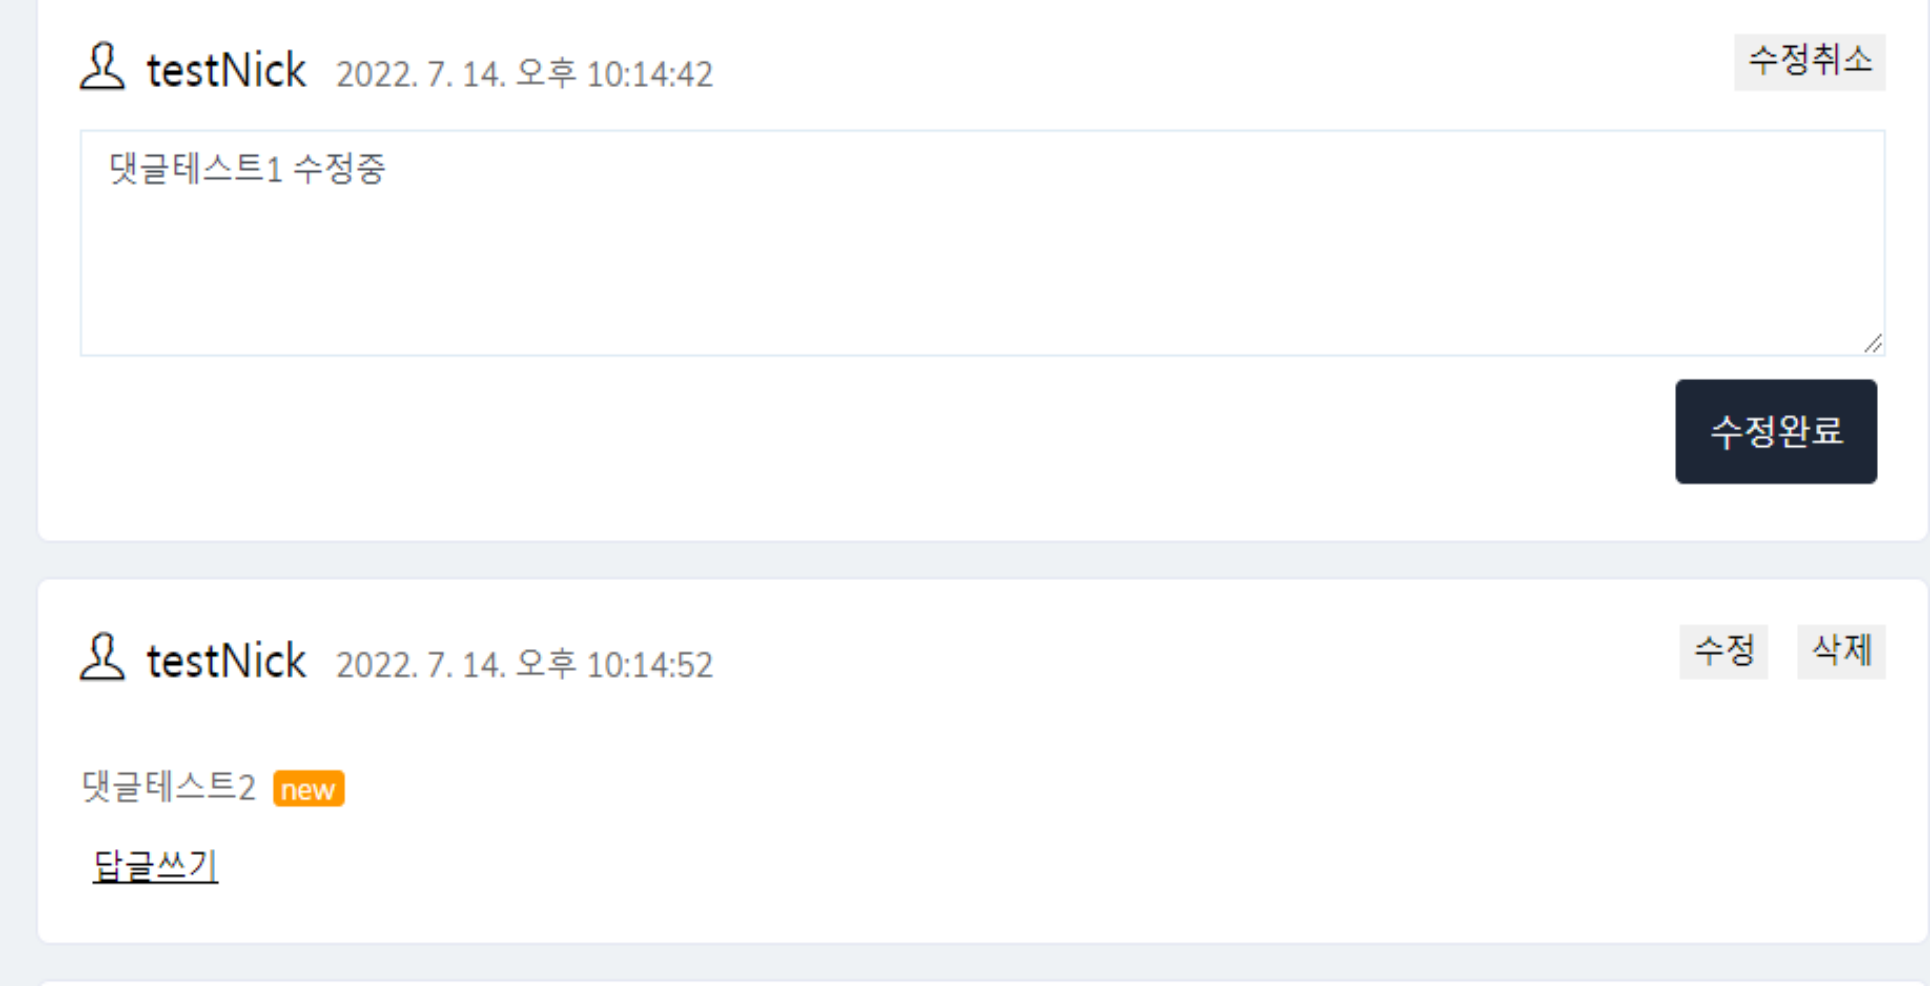 testNick 2022. 7. 14. 오후 10:14:42 수정취소
댓글테스트1 수정중
수정완료
testNick 2022. 7. 14. 오후 10:14:52 수정 삭제
댓글테스트2 new
답글쓰기